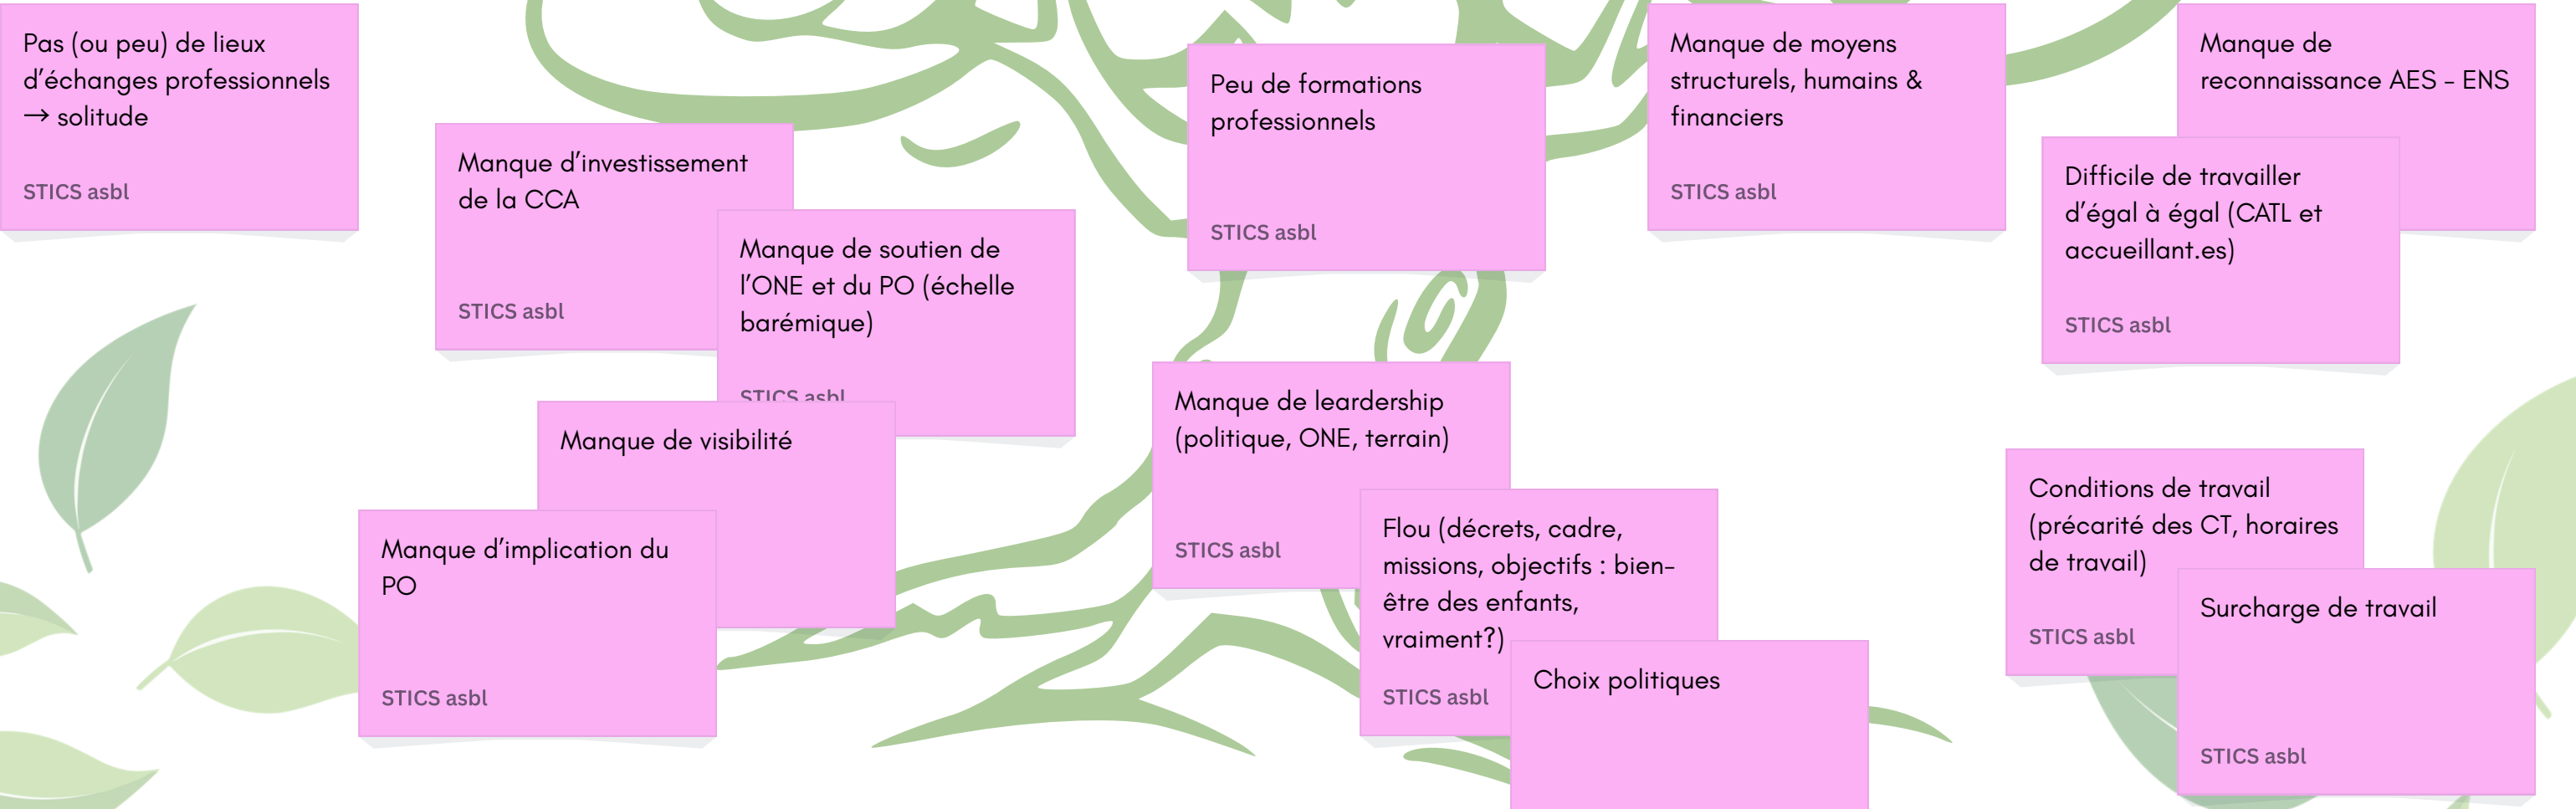 Pas (ou peu) de lieux
d'échanges professionnels
→ solitude
STICS asbl
Manque d'investissement
de la CCA
STICS asbl
Manque de soutien de
l'ONE et du PO (échelle
barémique)
STICS asbl
Manque de visibilité
Manque d'implication du
PO
STICS asbl
Peu de formations
professionnels
STICS asbl
Manque de leardership
(politique, ONE, terrain)
STICS asbl
Flou (décrets, cadre,
missions, objectifs : bien-
être des enfants,
vraiment?)
STICS asbl
Choix politiques
Manque de moyens
structurels, humains &
financiers
STICS asbl
Manque de
reconnaissance AES - ENS
Difficile de travailler
d'égal à égal (CATL et
accueillant.es)
STICS asbl
Conditions de travail
(précarité des CT, horaires
de travail)
STICS asbl
Surcharge de travail
STICS asbl